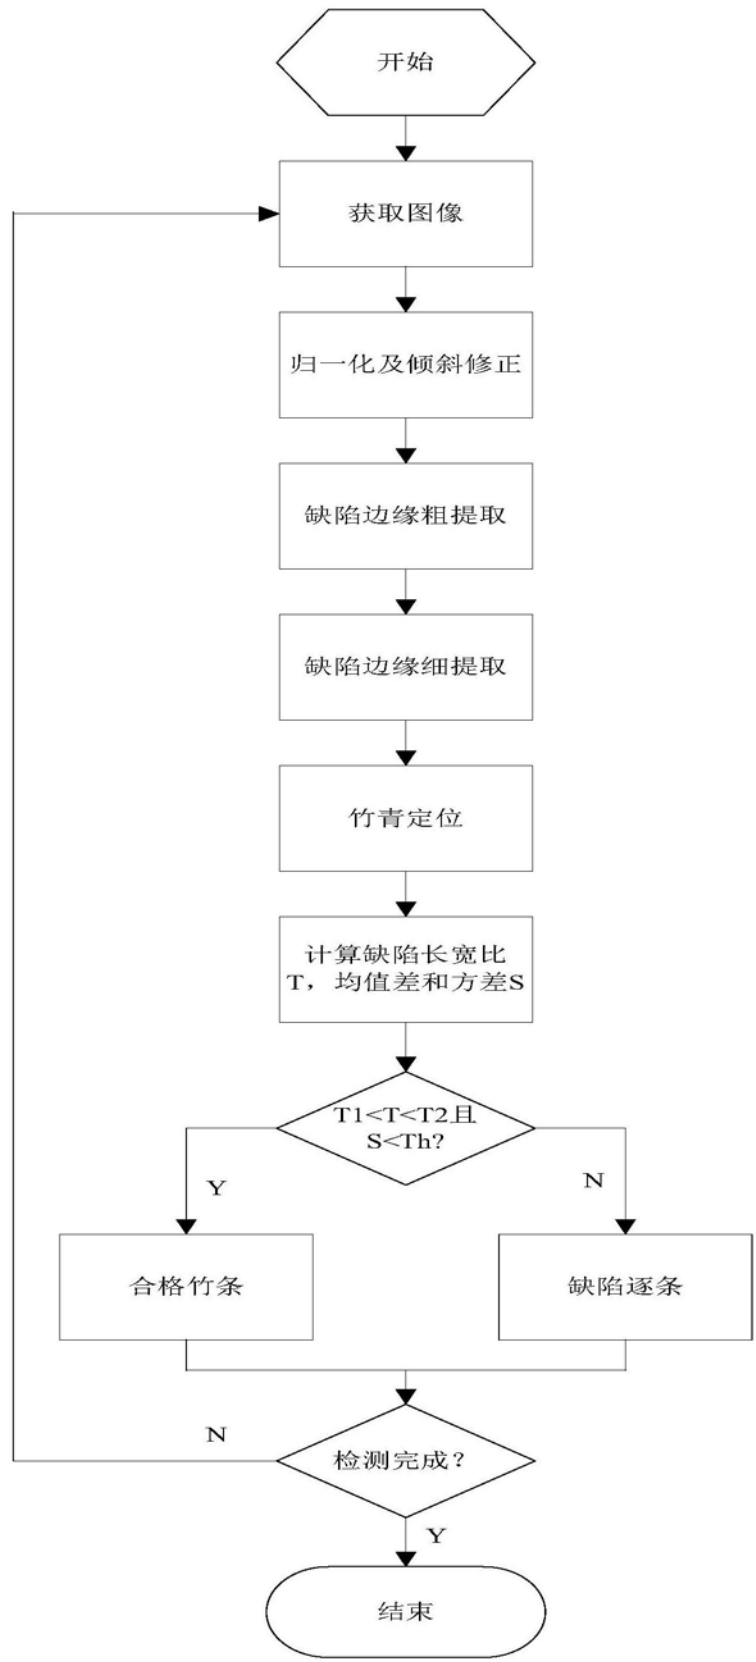 开始
获取图像
归一化及倾斜修正
缺陷边缘粗提取
缺陷边缘细提取
竹青定位
计算缺陷长宽比
T，均值差和方差S
T1<T<T2且
S<Th?
Y
N
合格竹条
缺陷逐条
N
检测完成？
Y
结束